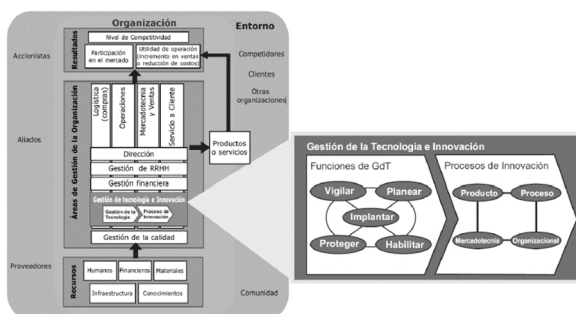 Organización
Entorno
Accionistas
Aliados
Proveedores
Resultados
Nivel de Competitividad
Participación
en el mercado
Utilidad de operación
(incremento en ventas
o reducción de costos)
Competidores
Clientes
Otras
organizaciones
Comunidad
Áreas de Gestión de la Organización
Logística
(compras)
Operaciones
Mercadotecnia
y Ventas
Servicio a Cliente
Dirección
Gestión de RRHH
Gestión financiera
Gestión de tecnología e Innovación
Gestión de la
Tecnología
Proceso de
Innovación
Gestión de la calidad
Productos
o servicios
Recursos
Humanos
Financieros
Materiales
Infraestructura
Conocimientos
Gestión de la Tecnología e Innovación
Funciones de GdT
Vigilar
Planear
Implantar
Proteger
Habilitar
Procesos de Innovación
Producto
Proceso
Mercadotecnia
Organizacional